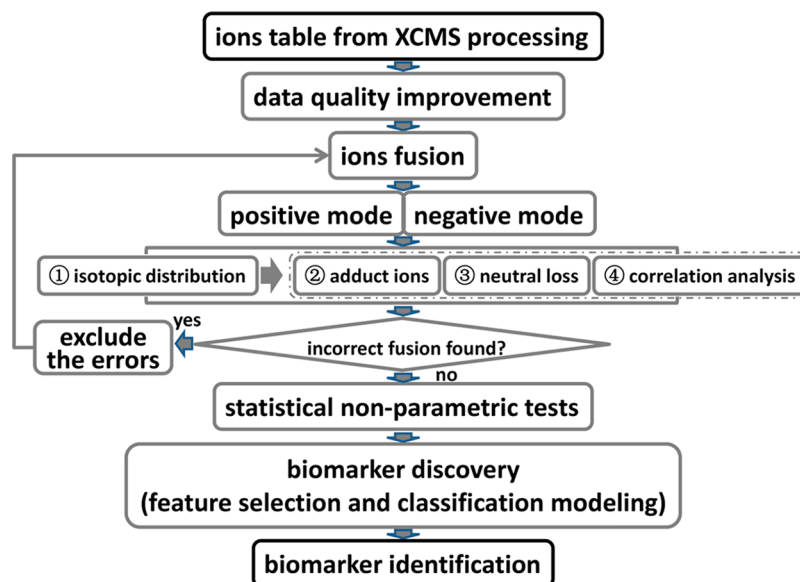 ions table from XCMS processing
data quality improvement
ions fusion
positive mode negative mode
① isotopic distribution ② adduct ions ③ neutral loss ④ correlation analysis
yes
exclude
the errors
incorrect fusion found?
no
statistical non-parametric tests
biomarker discovery
(feature selection and classification modeling)
biomarker identification